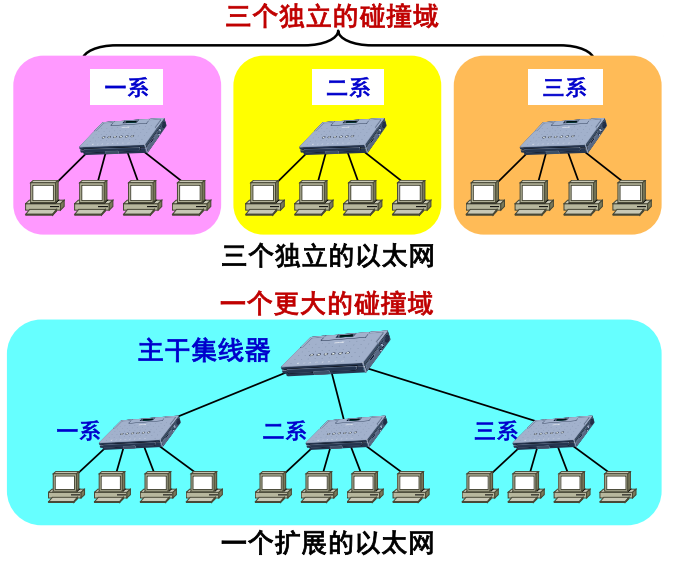 三个独立的碰撞域
一系
二系
三系
三个独立的以太网
一个更大的碰撞域
主干集线器
一系
二系
三系
一个扩展的以太网